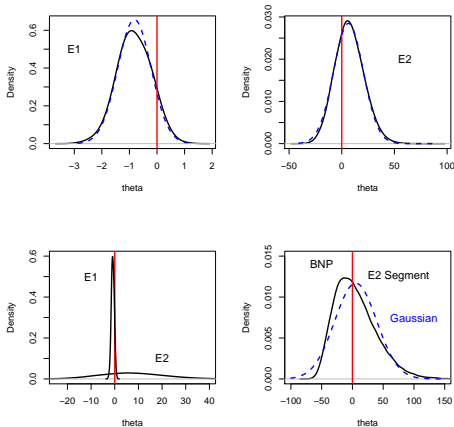 E1
Density
0.0 0.2 0.4 0.6
−3 −2 −1 0 1 2
theta
E2
Density
0.000 0.010 0.020 0.030
−50 0 50 100
theta
E1
E2
Density
0.0 0.2 0.4 0.6
−20 −10 0 10 20 30 40
theta
BNP
E2 Segment
Gaussian
Density
0.000 0.005 0.010 0.015
−100 −50 0 50 100 150
theta